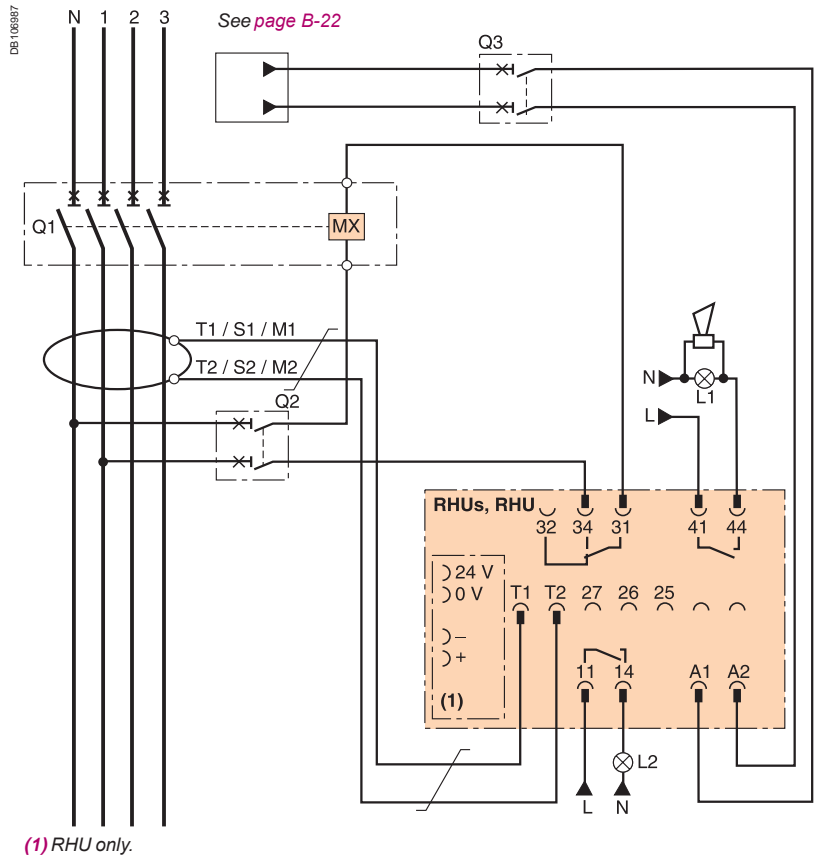 DB106987
N 1 2 3
See page B-22
Q3
Q1
MX
T1 / S1 / M1
T2 / S2 / M2
Q2
N
L1
L
RHUs, RHU
32 34 31 41 44
24 V
0 V
T1 T2 27 26 25
–
+
11 14 A1 A2
(1)
L2
L N
(1) RHU only.